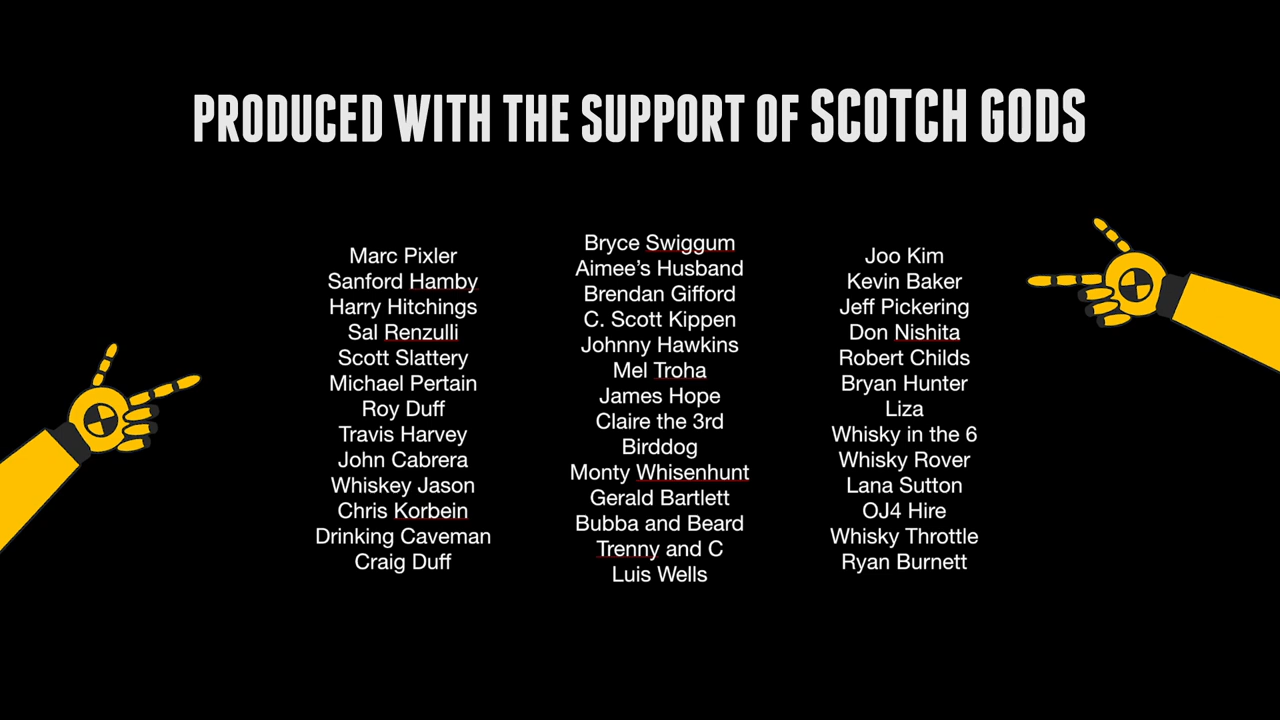 PRODUCED WITH THE SUPPORT OF SCOTCH GODS
Marc Pixler
Sanford Hamby
Harry Hitchings
Sal Renzulli
Scott Slattery
Michael Pertain
Roy Duff
Travis Harvey
John Cabrera
Whiskey Jason
Chris Korbein
Drinking Caveman
Craig Duff
Bryce Swiggum
Aimee’s Husband
Brendan Gifford
C. Scott Kippen
Johnny Hawkins
Mel Troha
James Hope
Claire the 3rd
Birddog
Monty Whisenhunt
Gerald Bartlett
Bubba and Beard
Trenny and C
Luis Wells
Joo Kim
Kevin Baker
Jeff Pickering
Don Nishita
Robert Childs
Bryan Hunter
Liza
Whisky in the 6
Whisky Rover
Lana Sutton
OJ4 Hire
Whisky Throttle
Ryan Burnett